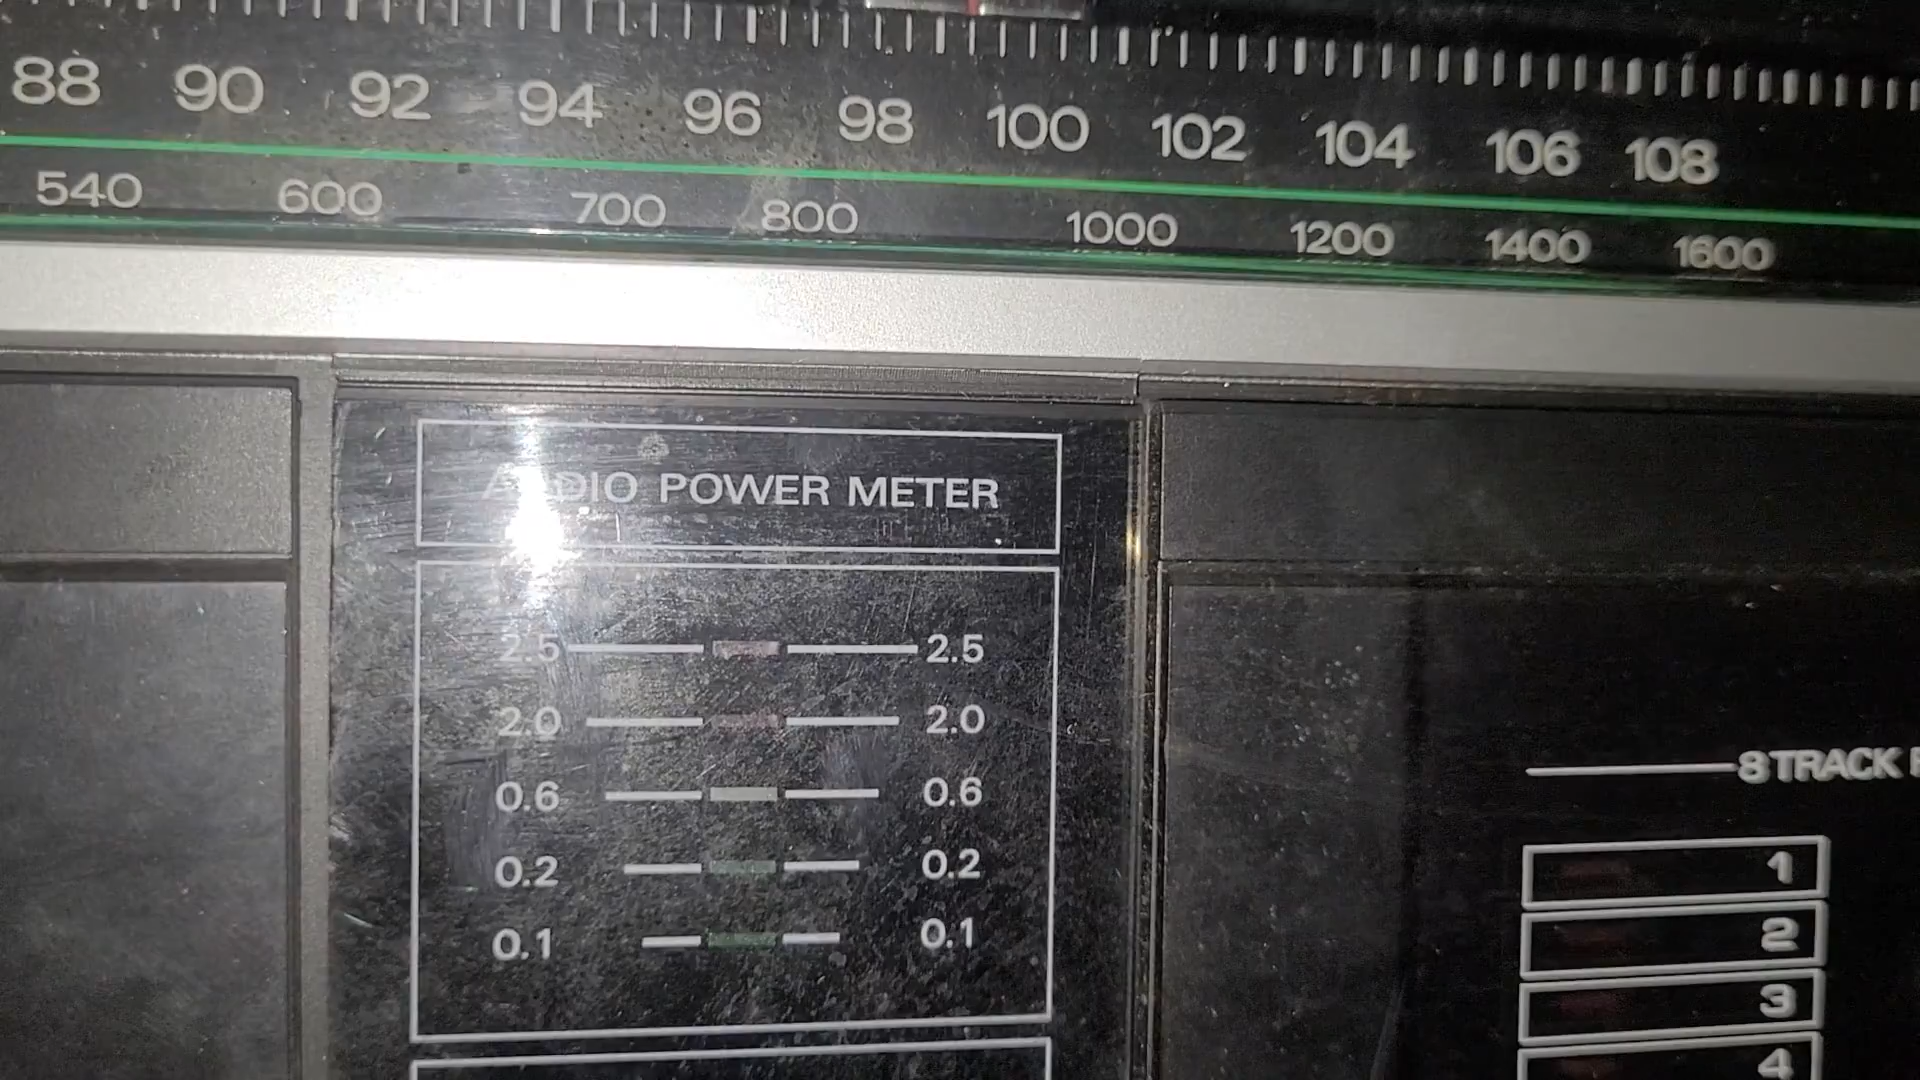 88 90 92 94 96 98 100 102 104 106 108
540 600 700 800 1000 1200 1400 1600
AUDIO POWER METER
2.5 2.5
2.0 2.0
0.6 0.6
0.2 0.2
0.1 0.1
8 TRACK
1
2
3
4